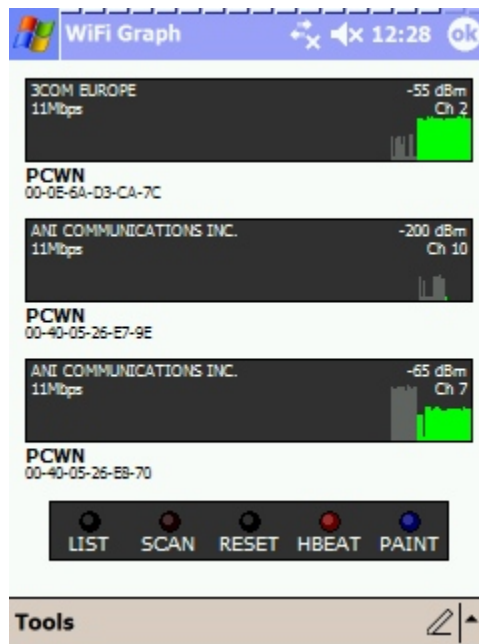 WiFi Graph 12:28 ok
3COM EUROPE -55 dBm
11Mbps Ch 2
PCWN
00-0E-6A-D3-CA-7C
ANI COMMUNICATIONS INC. -200 dBm
11Mbps Ch 10
PCWN
00-40-05-26-E7-9E
ANI COMMUNICATIONS INC. -65 dBm
11Mbps Ch 7
PCWN
00-40-05-26-E8-70
LIST SCAN RESET HBEAT PAINT
Tools